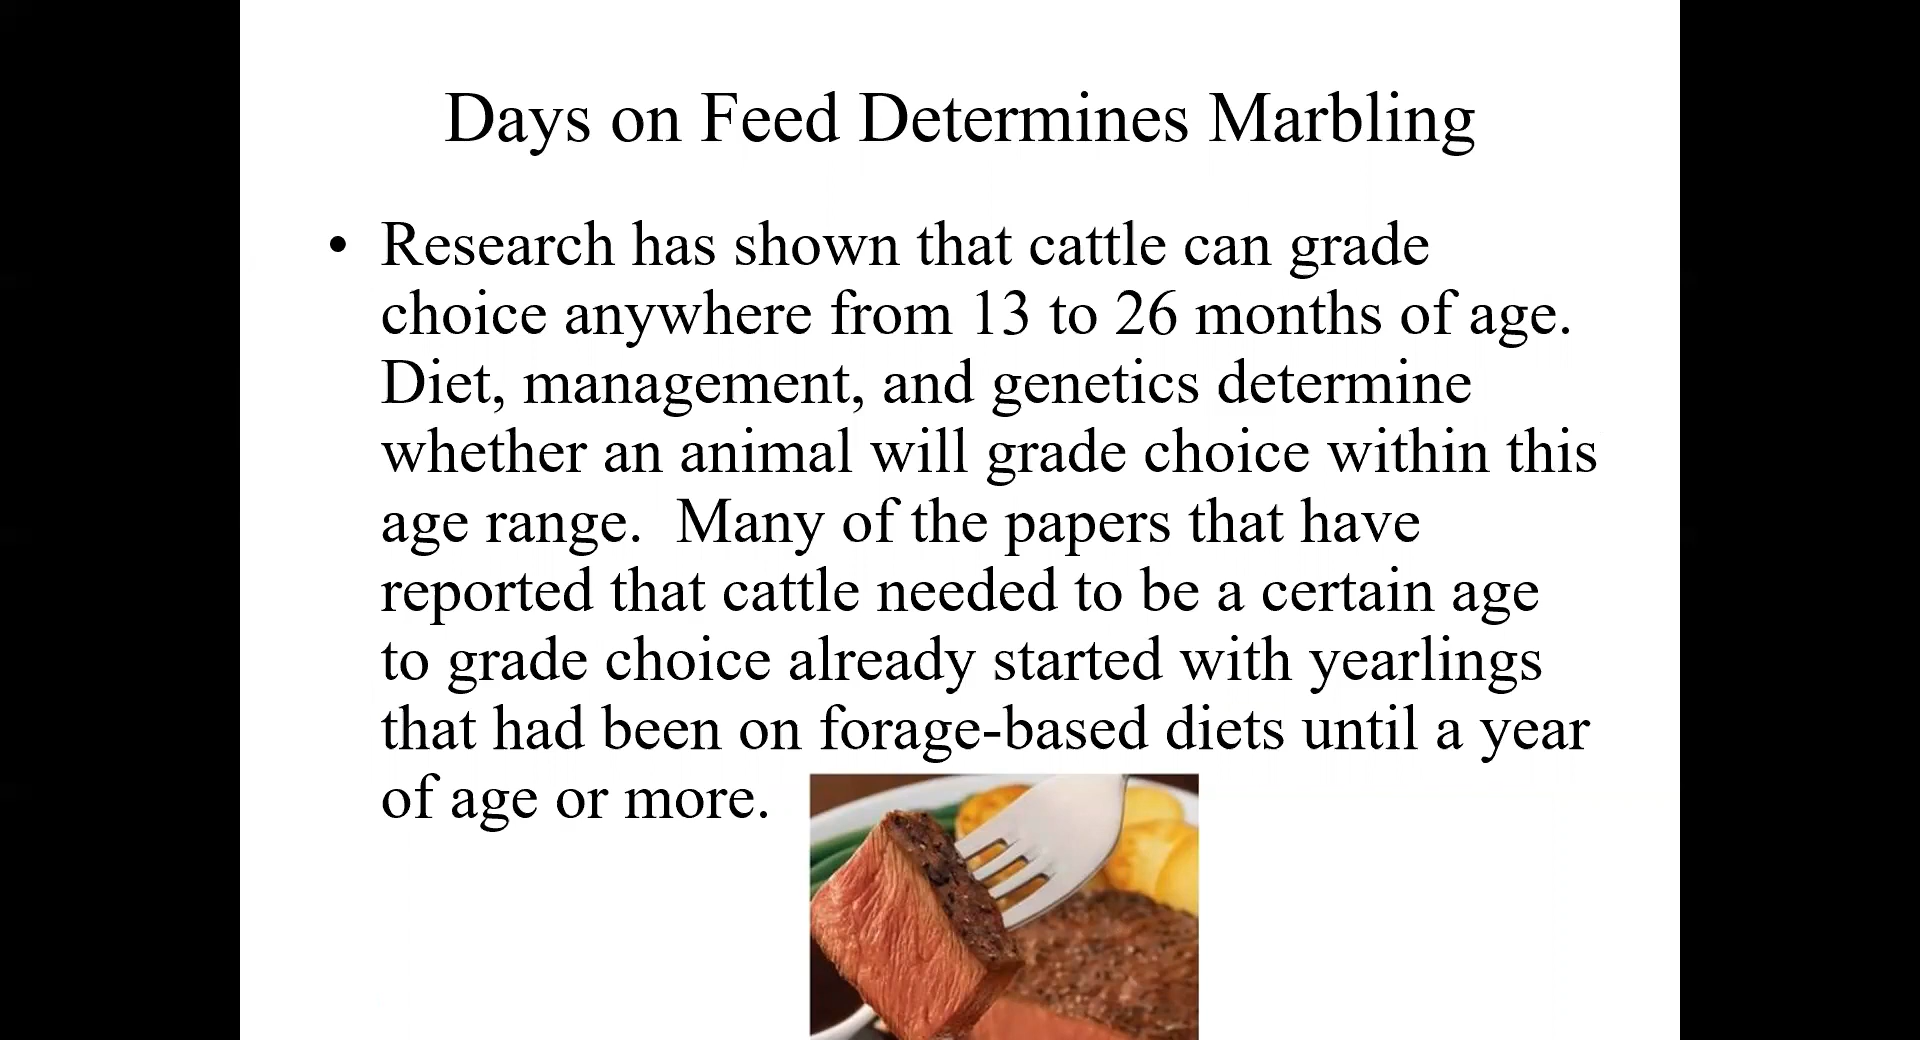 Days on Feed Determines Marbling
• Research has shown that cattle can grade
choice anywhere from 13 to 26 months of age.
Diet, management, and genetics determine
whether an animal will grade choice within this
age range.  Many of the papers that have
reported that cattle needed to be a certain age
to grade choice already started with yearlings
that had been on forage-based diets until a year
of age or more.